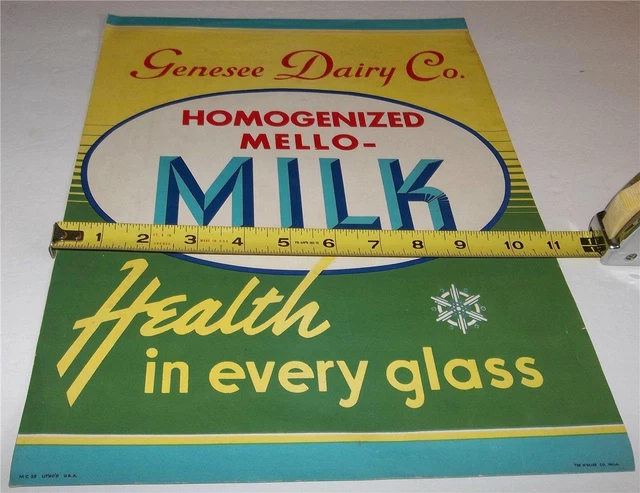 Genesee Dairy Co.
HOMOGENIZED
MELLO-
MILK
1 2 3 4 5 6 7 8 9 10 11
Health
in every glass
U.S.A.